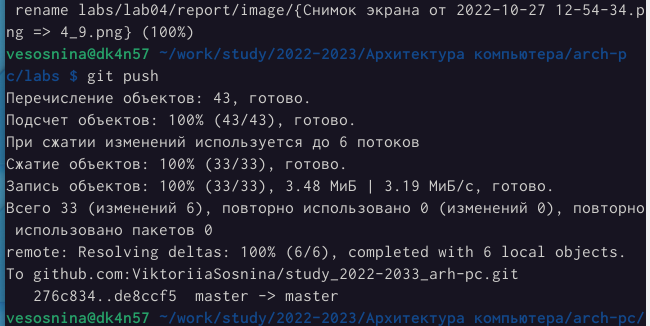 rename labs/lab04/report/image/{Снимок экрана от 2022-10-27 12-54-34.p
ng => 4_9.png} (100%)
vesosnina@dk4n57 ~/work/study/2022-2023/Архитектура компьютера/arch-p
c/labs $ git push
Перечисление объектов: 43, готово.
Подсчет объектов: 100% (43/43), готово.
При сжатии изменений используется до 6 потоков
Сжатие объектов: 100% (33/33), готово.
Запись объектов: 100% (33/33), 3.48 МиБ | 3.19 МиБ/с, готово.
Всего 33 (изменений 6), повторно использовано 0 (изменений 0), повторно
использовано пакетов 0
remote: Resolving deltas: 100% (6/6), completed with 6 local objects.
To github.com:ViktoriiaSosnina/study_2022-2033_arh-pc.git
276c834..de8ccf5  master -> master
vesosnina@dk4n57 ~/work/study/2022-2023/Архитектура компьютера/arch-pc/